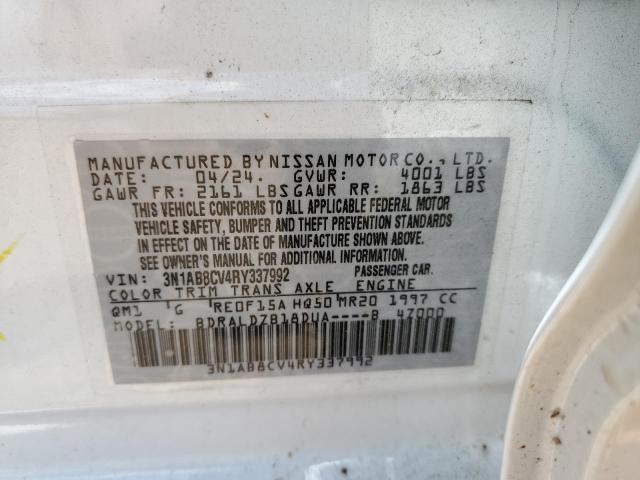 MANUFACTURED BY NISSAN MOTOR CO., LTD.
DATE: 04/24. GVWR: 4001 LBS
GAWR FR: 2161 LBS GAWR RR: 1863 LBS
THIS VEHICLE CONFORMS TO ALL APPLICABLE FEDERAL MOTOR
VEHICLE SAFETY, BUMPER AND THEFT PREVENTION STANDARDS
IN EFFECT ON THE DATE OF MANUFACTURE SHOWN ABOVE.
SEE OWNER'S MANUAL FOR ADDITIONAL INFORMATION.
VIN: 3N1AB8CV4RY337992 PASSENGER CAR.
COLOR TRIM TRANS AXLE ENGINE
QM1 G RE0F15A HQ50 MR20 1997 CC
MODEL: BDRALDZB18DUA----B 47000
3N1AB8CV4RY337992